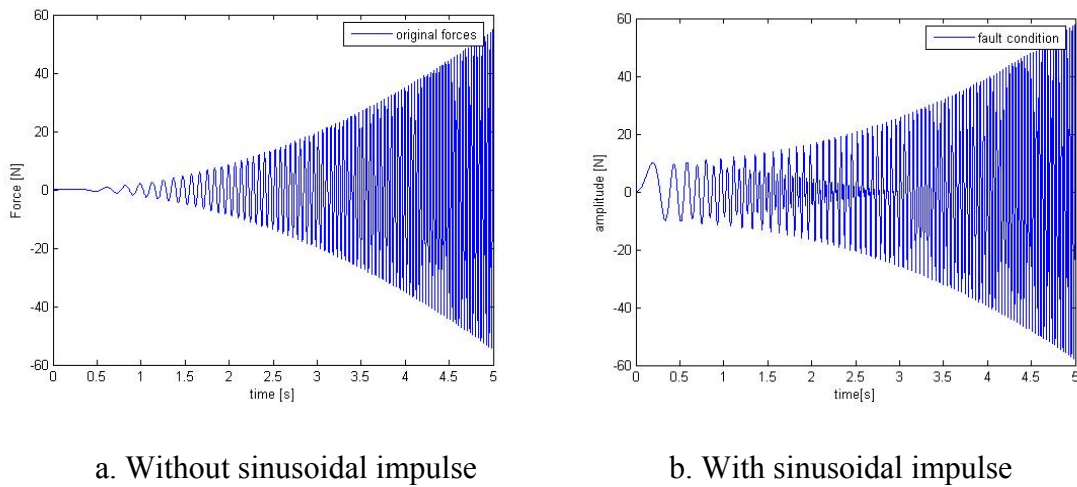 original forces
60
40
20
0
-20
-40
-60
Force [N]
0 0.5 1 1.5 2 2.5 3 3.5 4 4.5 5
time [s]
fault condition
60
40
20
0
-20
-40
-60
amplitude [N]
0 0.5 1 1.5 2 2.5 3 3.5 4 4.5 5
time[s]
a. Without sinusoidal impulse
b. With sinusoidal impulse